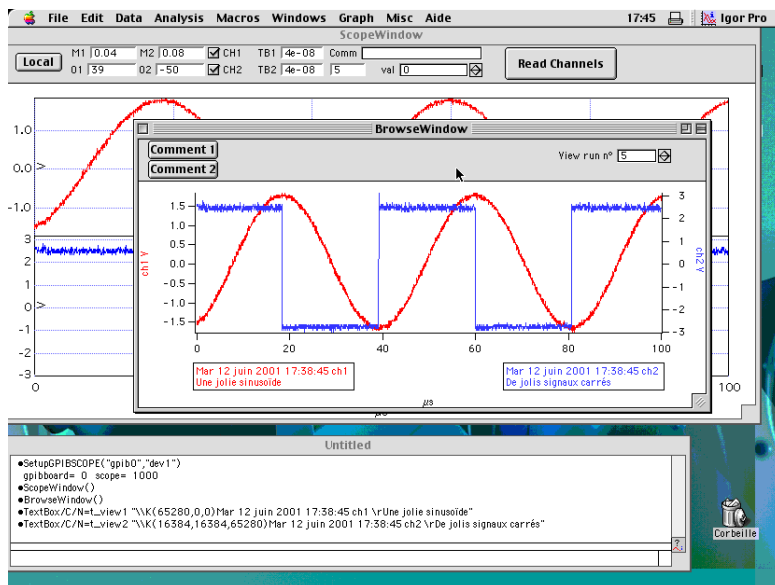 File Edit Data Analysis Macros Windows Graph Misc Aide 17:45 Igor Pro
ScopeWindow
Local M1 0.04 M2 0.08 CH1 TB1 4e-08 Comm
O1 39 O2 -50 CH2 TB2 4e-08 5 val 0 Read Channels
BrowseWindow
Comment 1
Comment 2
View run n° 5
1.0
0.0
-1.0
3
2
1
0
-1
-2
-3
0
100
1.5
1.0
0.5
0.0
-0.5
-1.0
-1.5
ch1 V
3
2
1
0
-1
-2
-3
ch2 V
0 20 40 60 80 100
Mar 12 juin 2001 17:38:45 ch1
Une jolie sinusoïde
Mar 12 juin 2001 17:38:45 ch2
De jolis signaux carrés
µs
Untitled
•SetupGPIBSCOPE("gpib0","dev1")
gpibboard= 0 scope= 1000
•ScopeWindow()
•BrowseWindow()
•TextBox/C/N=t_view1 "\\K(65280,0,0)Mar 12 juin 2001 17:38:45 ch1 \rUne jolie sinusoïde"
•TextBox/C/N=t_view2 "\\K(16384,16384,65280)Mar 12 juin 2001 17:38:45 ch2 \rDe jolis signaux carrés"
Corbeille